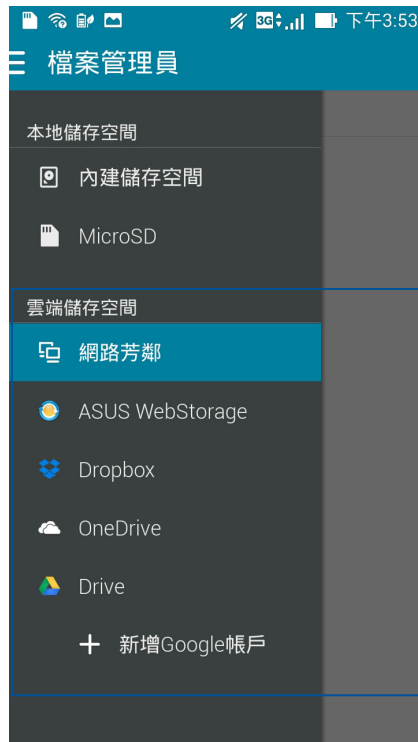 3G 下午3:53
檔案管理員
本地儲存空間
內建儲存空間
MicroSD
雲端儲存空間
網路芳鄰
ASUS WebStorage
Dropbox
OneDrive
Drive
新增Google帳戶